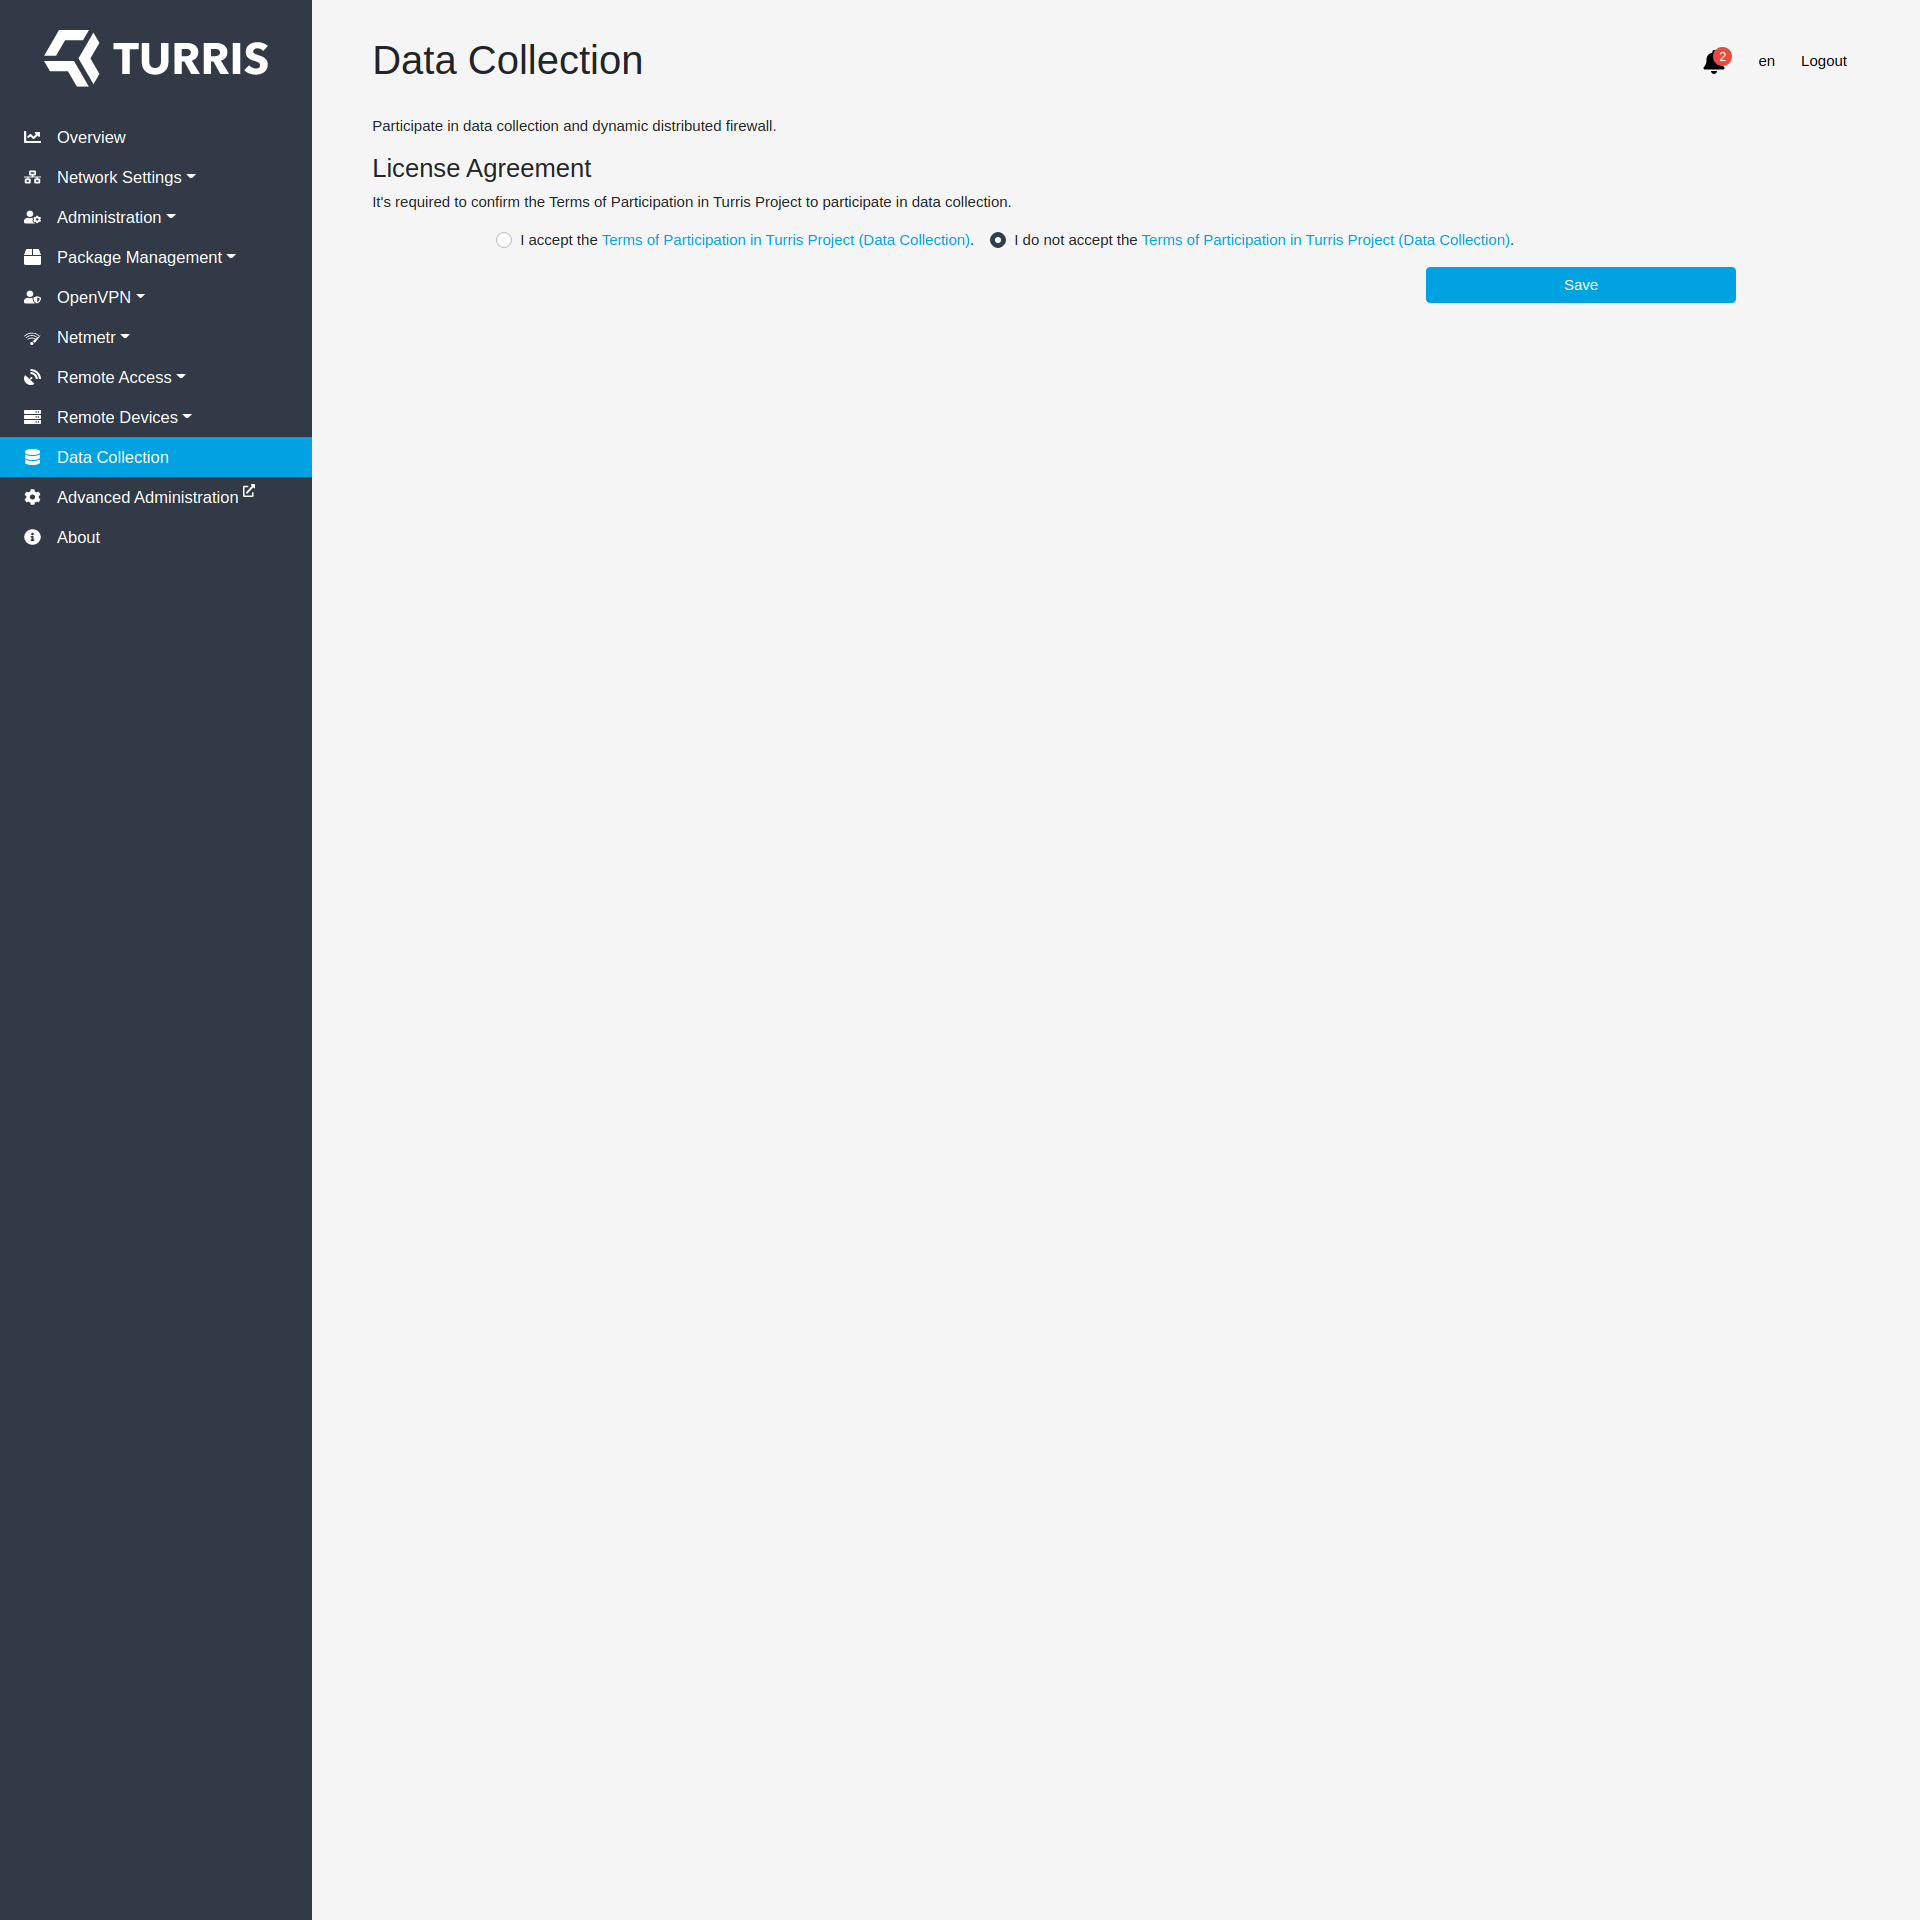 TURRIS
Overview
Network Settings
Administration
Package Management
OpenVPN
Netmetr
Remote Access
Remote Devices
Data Collection
Advanced Administration
About
Data Collection
2
en
Logout
Participate in data collection and dynamic distributed firewall.
License Agreement
It's required to confirm the Terms of Participation in Turris Project to participate in data collection.
I accept the Terms of Participation in Turris Project (Data Collection). I do not accept the Terms of Participation in Turris Project (Data Collection).
Save